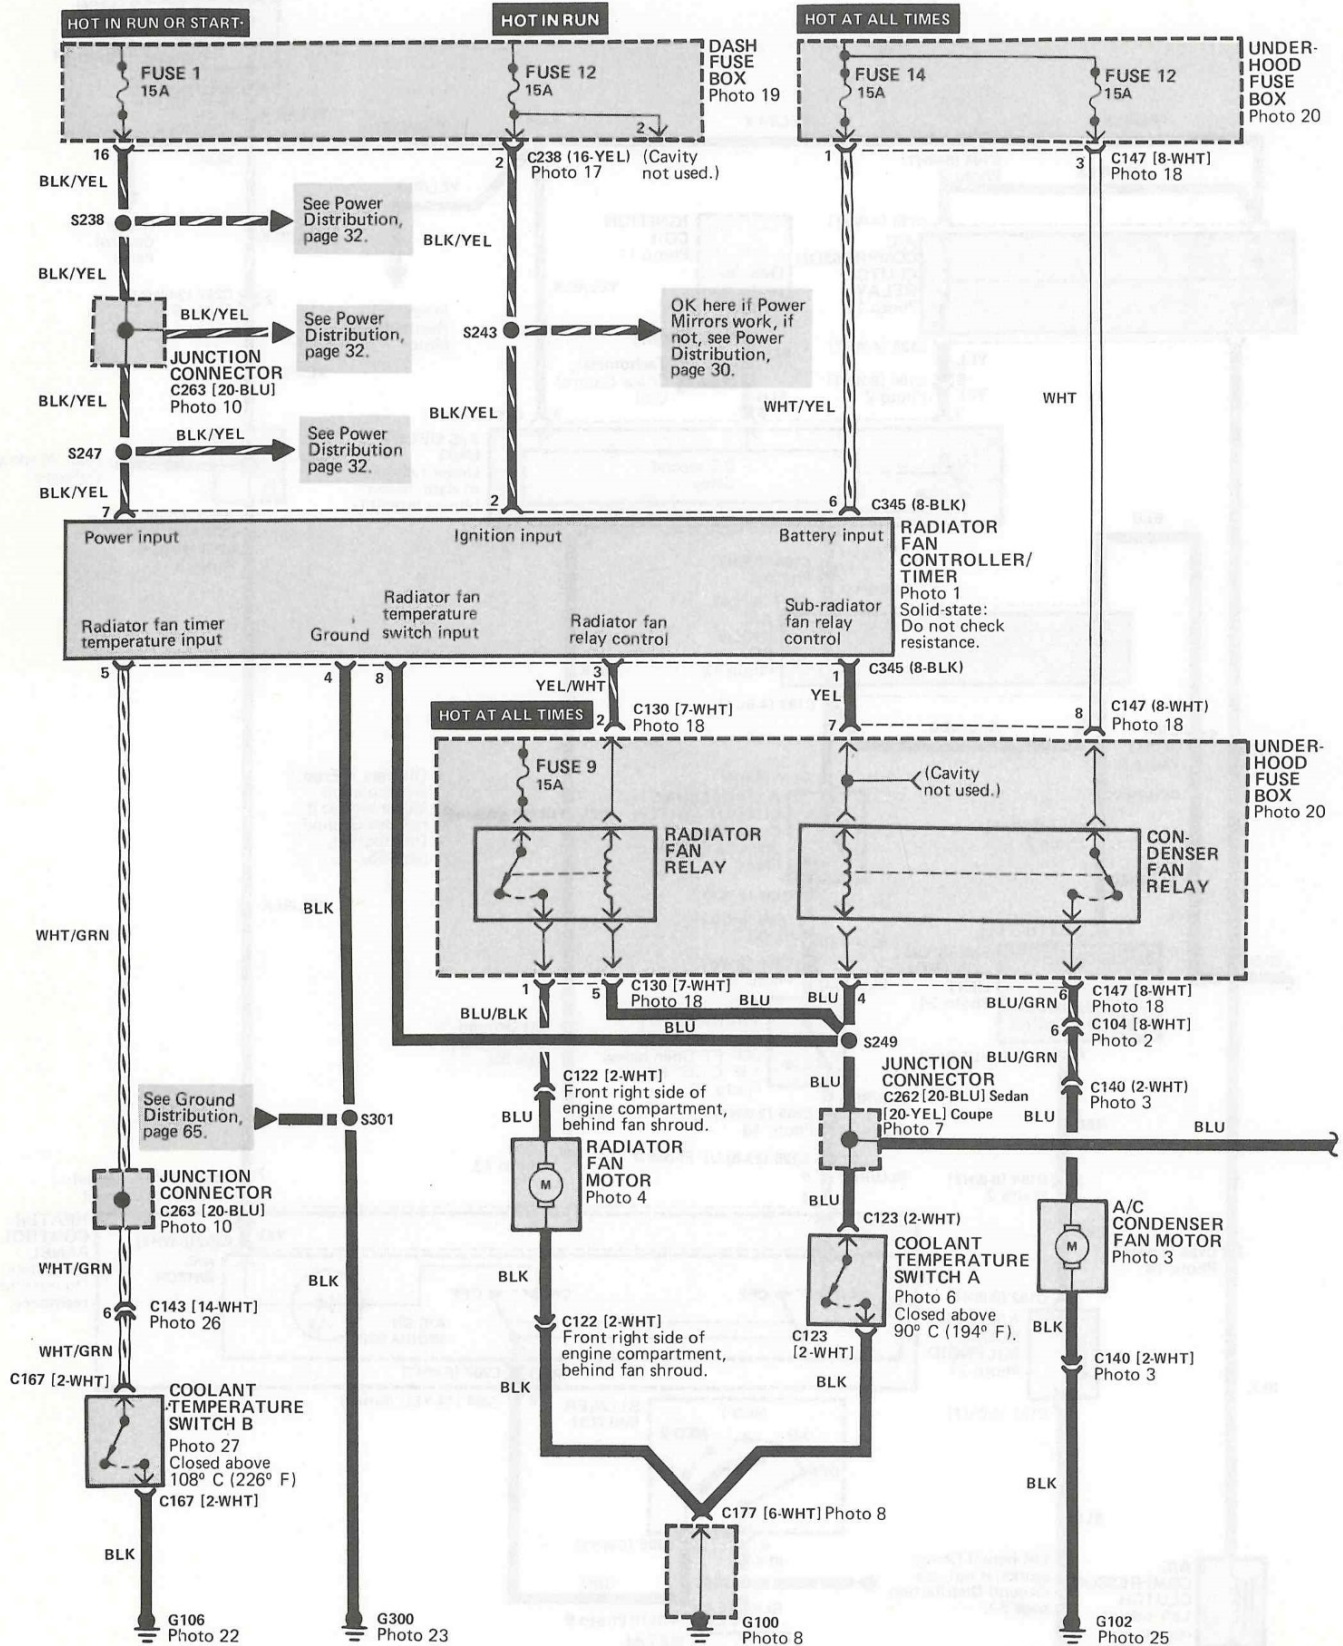 HOT IN RUN OR START-
HOT IN RUN
HOT AT ALL TIMES
FUSE 1
15A
FUSE 12
15A
2
DASH
FUSE
BOX
Photo 19
FUSE 14
15A
FUSE 12
15A
UNDER-
HOOD
FUSE
BOX
Photo 20
16
2
C238 (16-YEL)
Photo 17
(Cavity
not used.)
1
3
C147 [8-WHT]
Photo 18
BLK/YEL
S238
See Power
Distribution,
page 32.
BLK/YEL
BLK/YEL
BLK/YEL
See Power
Distribution,
page 32.
JUNCTION
CONNECTOR
C263 [20-BLU]
Photo 10
S243
OK here if Power
Mirrors work, if
not, see Power
Distribution,
page 30.
BLK/YEL
BLK/YEL
BLK/YEL
WHT/YEL
WHT
S247
See Power
Distribution
page 32.
BLK/YEL
7
2
6
C345 (8-BLK)
Power input
Ignition input
Battery input
RADIATOR
FAN
CONTROLLER/
TIMER
Photo 1
Solid-state:
Do not check
resistance.
Radiator fan timer
temperature input
Ground
Radiator fan
temperature
switch input
Radiator fan
relay control
Sub-radiator
fan relay
control
5
4
8
3
1
C345 (8-BLK)
YEL/WHT
YEL
HOT AT ALL TIMES
2
C130 [7-WHT]
Photo 18
7
8
C147 (8-WHT)
Photo 18
FUSE 9
15A
(Cavity
not used.)
UNDER-
HOOD
FUSE
BOX
Photo 20
RADIATOR
FAN
RELAY
CON-
DENSER
FAN
RELAY
WHT/GRN
BLK
1
5
C130 [7-WHT]
Photo 18
BLU
BLU
4
BLU/GRN
6
C147 [8-WHT]
Photo 18
BLU/BLK
BLU
S249
6
C104 [8-WHT]
Photo 2
BLU/GRN
C122 [2-WHT]
Front right side of
engine compartment,
behind fan shroud.
BLU
BLU
JUNCTION
CONNECTOR
C262 [20-BLU] Sedan
[20-YEL] Coupe
Photo 7
C140 (2-WHT)
Photo 3
BLU
BLU
See Ground
Distribution,
page 65.
S301
RADIATOR
FAN
MOTOR
Photo 4
M
JUNCTION
CONNECTOR
C263 [20-BLU]
Photo 10
BLU
C123 (2-WHT)
COOLANT
TEMPERATURE
SWITCH A
Photo 6
Closed above
90º C (194º F).
A/C
CONDENSER
FAN MOTOR
Photo 3
M
WHT/GRN
BLK
BLK
6
C143 [14-WHT]
Photo 26
C122 [2-WHT]
Front right side of
engine compartment,
behind fan shroud.
C123
[2-WHT]
BLK
C140 [2-WHT]
Photo 3
WHT/GRN
BLK
BLK
C167 [2-WHT]
COOLANT
TEMPERATURE
SWITCH B
Photo 27
Closed above
108º C (226º F)
C167 [2-WHT]
BLK
C177 [6-WHT] Photo 8
BLK
G106
Photo 22
G300
Photo 23
G100
Photo 8
G102
Photo 25